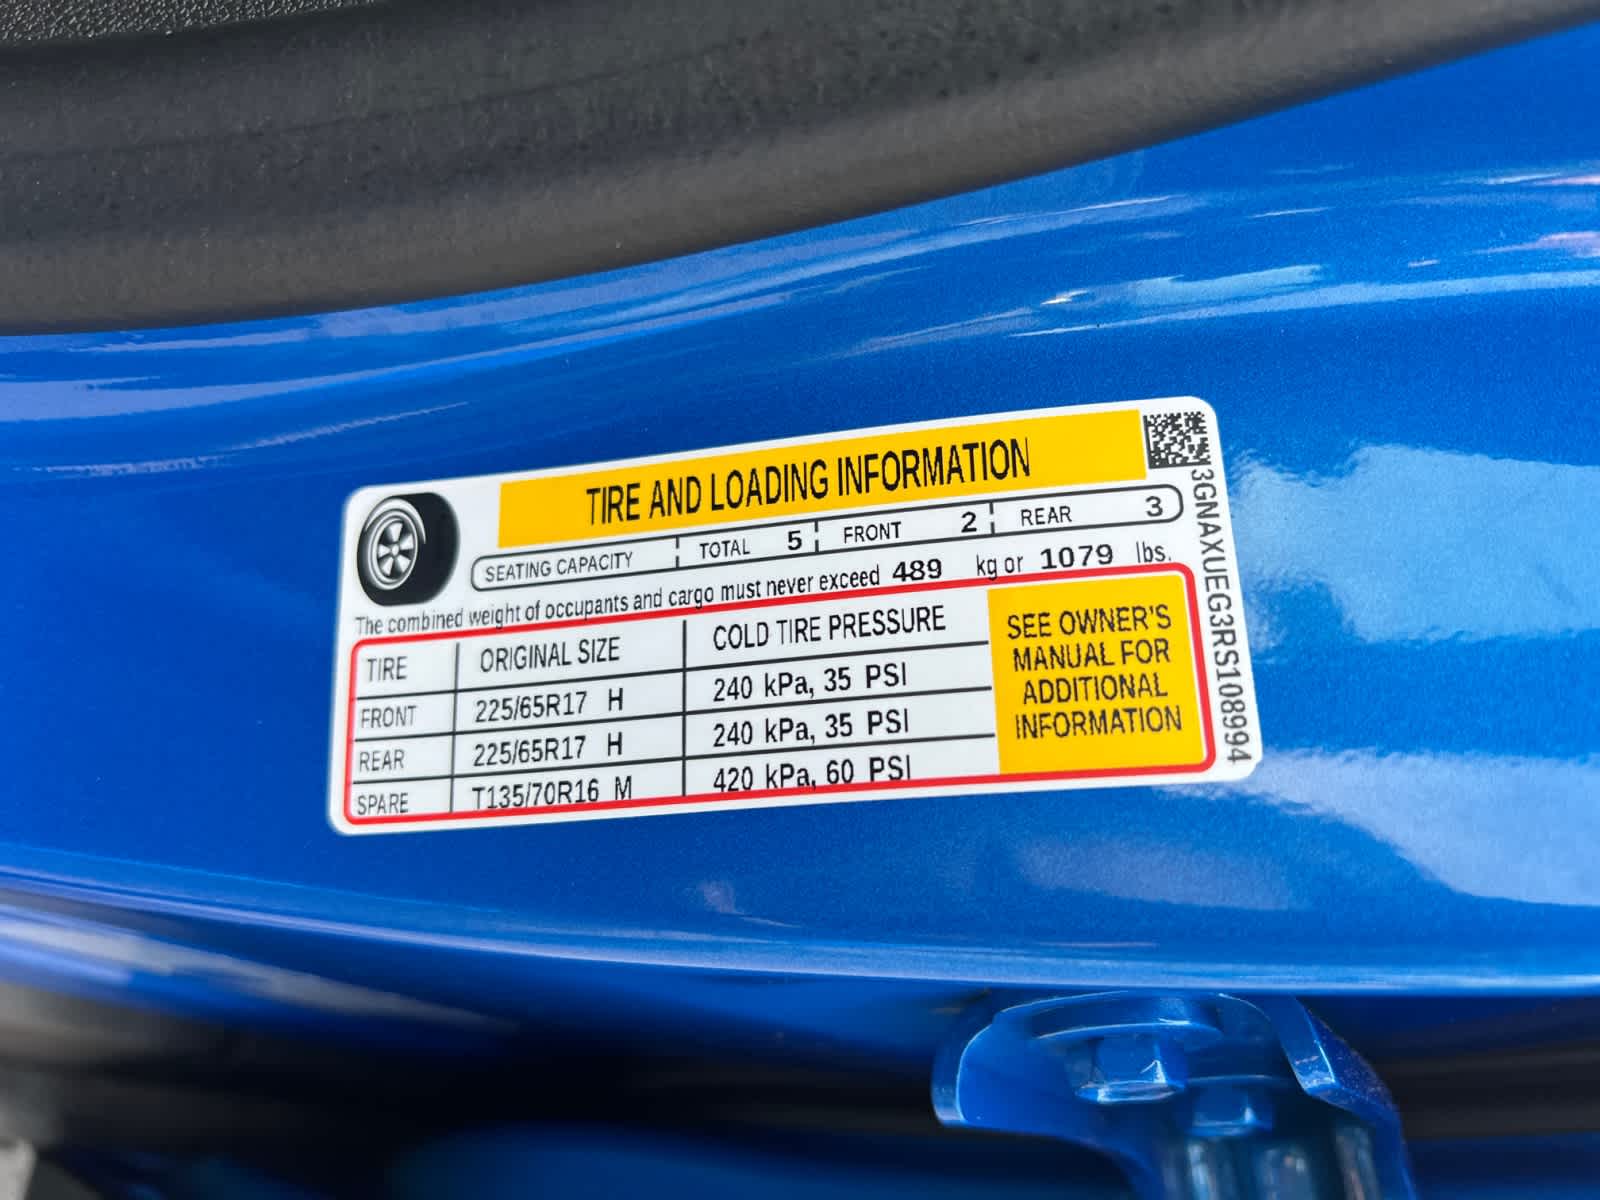 TIRE AND LOADING INFORMATION
SEATING CAPACITY TOTAL 5 FRONT 2 REAR 3
The combined weight of occupants and cargo must never exceed 489 kg or 1079 lbs.
TIRE ORIGINAL SIZE COLD TIRE PRESSURE
FRONT 225/65R17 H 240 kPa, 35 PSI
REAR 225/65R17 H 240 kPa, 35 PSI
SPARE T135/70R16 M 420 kPa, 60 PSI
SEE OWNER'S
MANUAL FOR
ADDITIONAL
INFORMATION
3GNAXUEG3RS108994